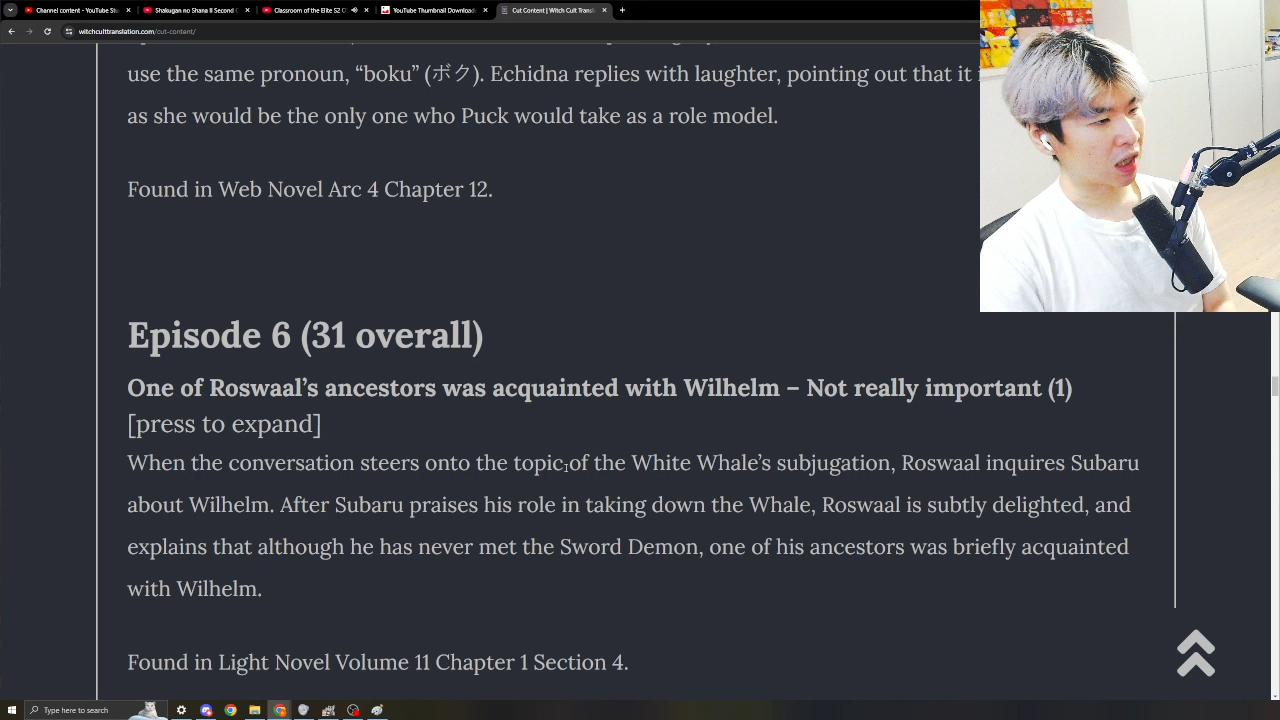 Channel content - YouTube Stu
Shakugan no Shana II Second
Classroom of the Elite S2
YouTube Thumbnail Download
Cut Content || Witch Cult Trans
witchculttranslation.com/cut-content/
use the same pronoun, “boku” (ボク). Echidna replies with laughter, pointing out that it
as she would be the only one who Puck would take as a role model.
Found in Web Novel Arc 4 Chapter 12.
Episode 6 (31 overall)
One of Roswaal’s ancestors was acquainted with Wilhelm – Not really important (1)
[press to expand]
When the conversation steers onto the topic of the White Whale’s subjugation, Roswaal inquires Subaru
about Wilhelm. After Subaru praises his role in taking down the Whale, Roswaal is subtly delighted, and
explains that although he has never met the Sword Demon, one of his ancestors was briefly acquainted
with Wilhelm.
Found in Light Novel Volume 11 Chapter 1 Section 4.
Type here to search